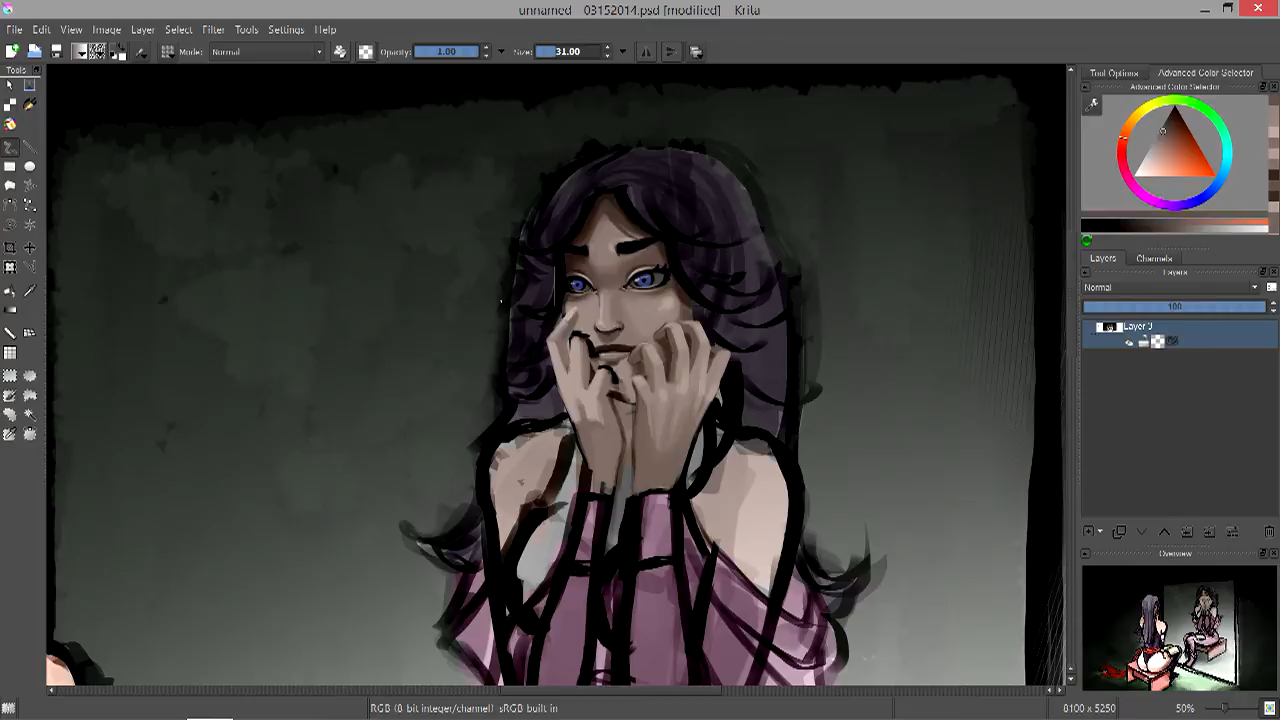 unnamed 03152014.psd [modified] Krita
File Edit View Image Layer Select Filter Tools Settings Help
Mode: Normal Opacity: 1.00 Size: 31.00
Tools
Tool Options Advanced Color Selector
Advanced Color Selector
Layers Channels
Layers
Normal
100
Layer 3
Overview
RGB (8 bit integer/channel) sRGB built in 8100 x 5250 50%